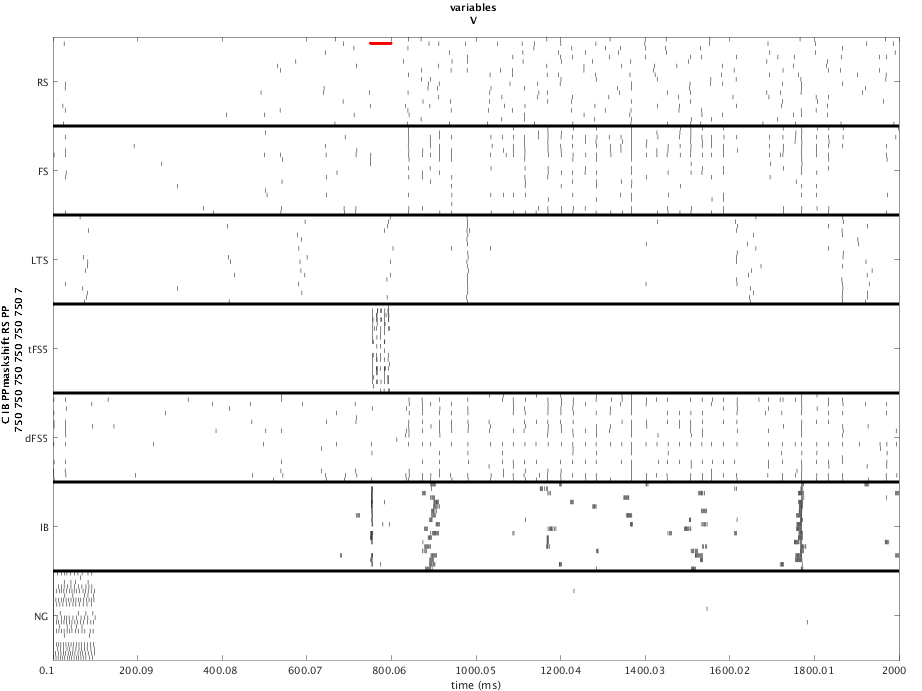 variables
V
RS
FS
LTS
tFS5
dFS5
IB
NG
C IB PPmaskshift RS PP
750 750 750 750 750 750 7
0.1 200.09 400.08 600.07 800.06 1000.05 1200.04 1400.03 1600.02 1800.01 2000
time (ms)